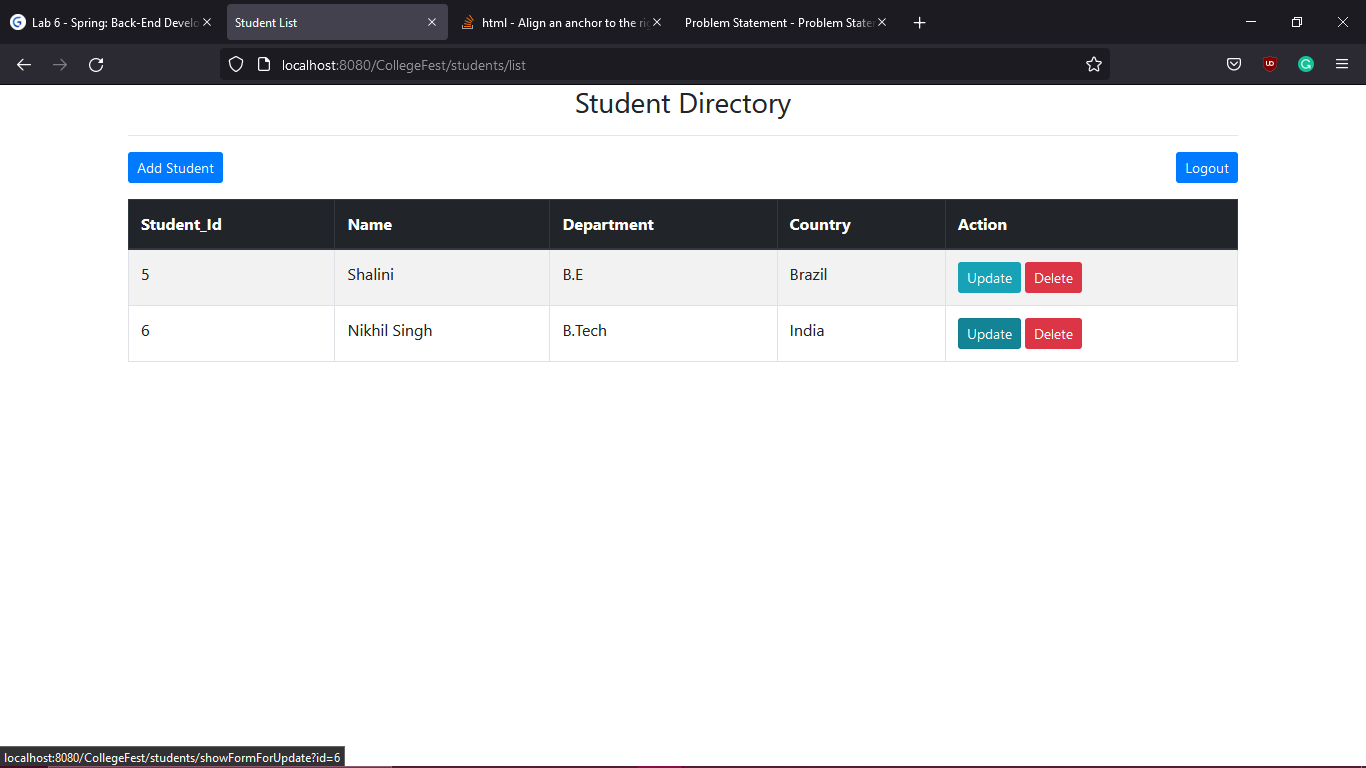 Lab 6 - Spring: Back-End Develo
Student List
html - Align an anchor to the rig
Problem Statement - Problem State
localhost:8080/CollegeFest/students/list
Student Directory
Add Student
Logout
Student_Id Name Department Country Action
5 Shalini B.E Brazil Update Delete
6 Nikhil Singh B.Tech India Update Delete
localhost:8080/CollegeFest/students/showFormForUpdate?id=6